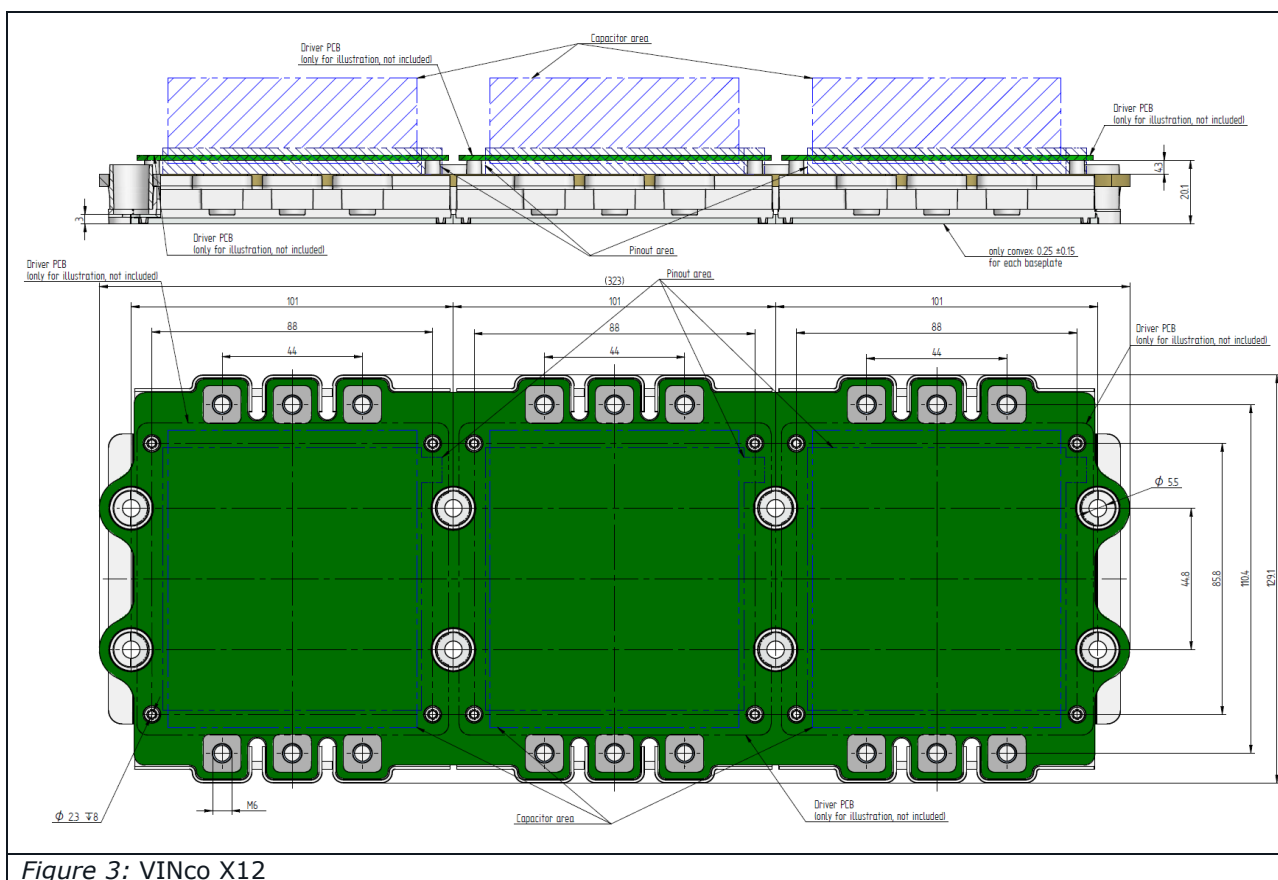 Capacitor area
Driver PCB
(only for illustration, not included)
Driver PCB
(only for illustration, not included)
4.3
20.1
3
Driver PCB
(only for illustration, not included)
Pinout area
only convex: 0.25 ±0.15
for each baseplate
Driver PCB
(only for illustration, not included)
Pinout area
(323)
101
101
101
88
88
88
Driver PCB
(only for illustration, not included)
44
44
44
ϕ 5.5
44.8
85.8
110.4
129.1
M6
ϕ 2.3 ↧8
Capacitor area
Driver PCB
(only for illustration, not included)
Figure 3: VINco X12